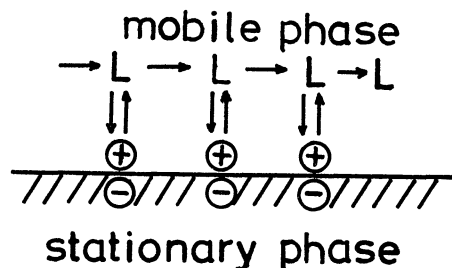 mobile phase
→ L → L → L → L
⊕ ⊕ ⊕
⊖ ⊖ ⊖
stationary phase